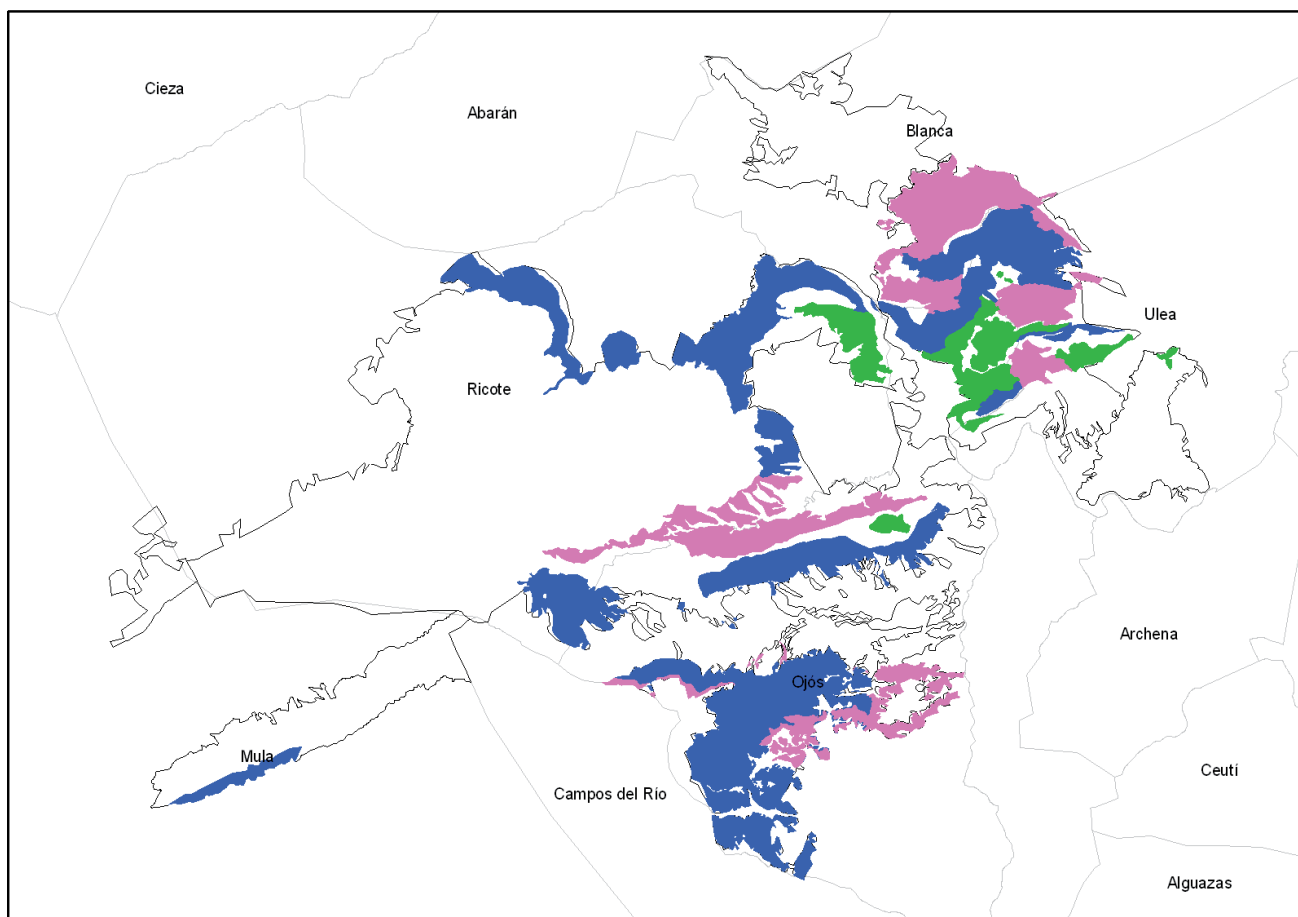 Cieza
Abarán
Blanca
Ulea
Ricote
Archena
Ojós
Mula
Ceutí
Campos del Río
Alguazas